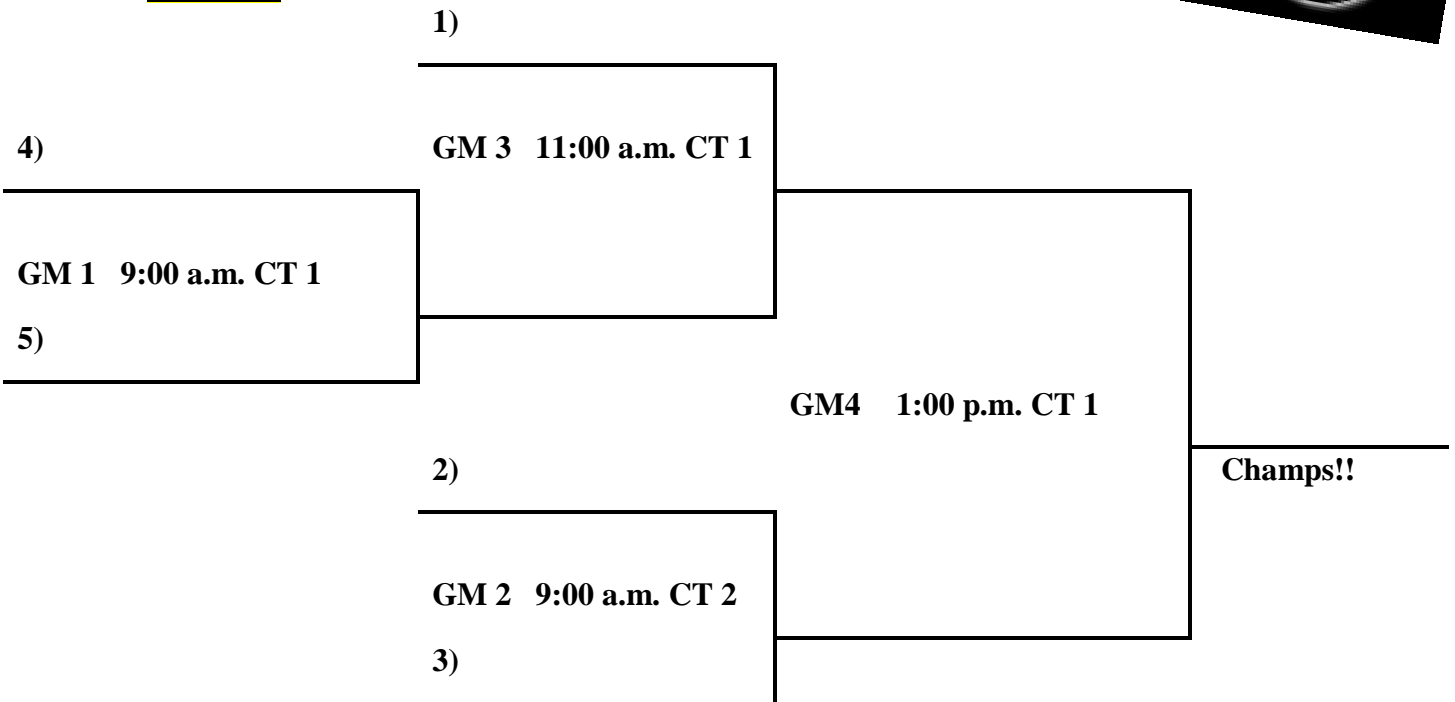 1)
4)
GM 3 11:00 a.m. CT 1
GM 1 9:00 a.m. CT 1
5)
GM4 1:00 p.m. CT 1
2)
Champs!!
GM 2 9:00 a.m. CT 2
3)